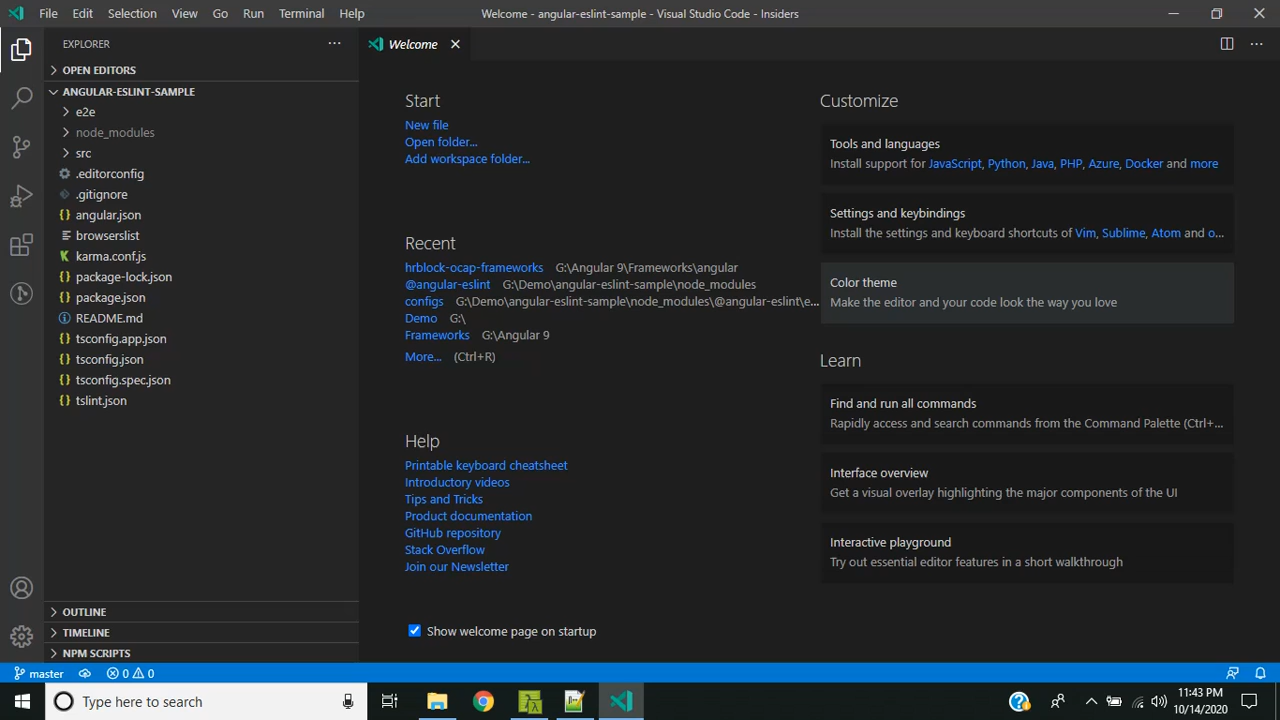 File Edit Selection View Go Run Terminal Help
Welcome - angular-eslint-sample - Visual Studio Code - Insiders
EXPLORER
OPEN EDITORS
ANGULAR-ESLINT-SAMPLE
e2e
node_modules
src
.editorconfig
.gitignore
angular.json
browserslist
karma.conf.js
package-lock.json
package.json
README.md
tsconfig.app.json
tsconfig.json
tsconfig.spec.json
tslint.json
OUTLINE
TIMELINE
NPM SCRIPTS
Welcome
Start
New file
Open folder...
Add workspace folder...
Recent
hrblock-ocap-frameworks G:\Angular 9\Frameworks\angular
@angular-eslint G:\Demo\angular-eslint-sample\node_modules
configs G:\Demo\angular-eslint-sample\node_modules\@angular-eslint\e...
Demo G:\
Frameworks G:\Angular 9
More... (Ctrl+R)
Help
Printable keyboard cheatsheet
Introductory videos
Tips and Tricks
Product documentation
GitHub repository
Stack Overflow
Join our Newsletter
Show welcome page on startup
Customize
Tools and languages
Install support for JavaScript, Python, Java, PHP, Azure, Docker and more
Settings and keybindings
Install the settings and keyboard shortcuts of Vim, Sublime, Atom and o...
Color theme
Make the editor and your code look the way you love
Learn
Find and run all commands
Rapidly access and search commands from the Command Palette (Ctrl+...
Interface overview
Get a visual overlay highlighting the major components of the UI
Interactive playground
Try out essential editor features in a short walkthrough
master 0 0
Type here to search
11:43 PM
10/14/2020